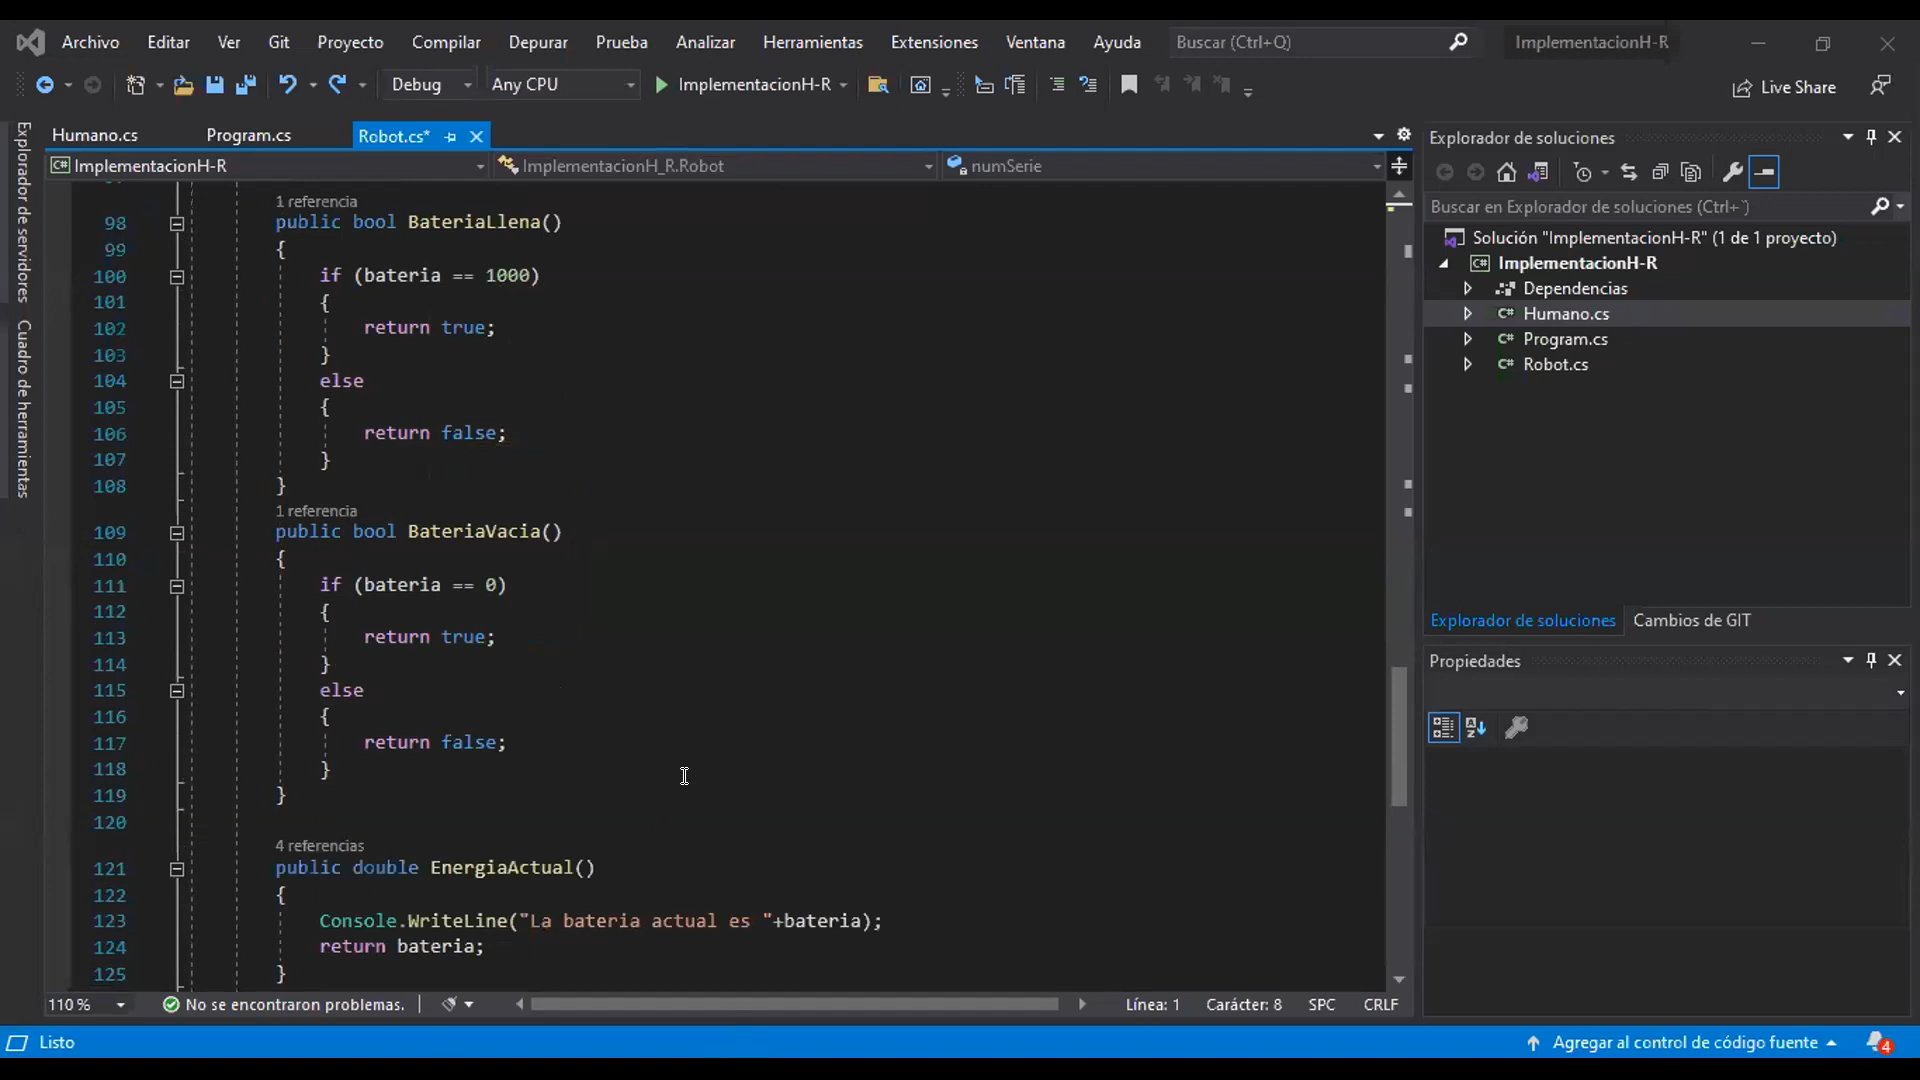 Archivo Editar Ver Git Proyecto Compilar Depurar Prueba Analizar Herramientas Extensiones Ventana Ayuda Buscar (Ctrl+Q) ImplementacionH-R
Debug Any CPU ImplementacionH-R Live Share
Explorador de servidores
Cuadro de herramientas
Humano.cs Program.cs Robot.cs*
ImplementacionH-R ImplementacionH_R.Robot numSerie
1 referencia
98 public bool BateriaLlena()
99 {
100 if (bateria == 1000)
101 {
102 return true;
103 }
104 else
105 {
106 return false;
107 }
108 }
1 referencia
109 public bool BateriaVacia()
110 {
111 if (bateria == 0)
112 {
113 return true;
114 }
115 else
116 {
117 return false;
118 }
119 }
120
4 referencias
121 public double EnergiaActual()
122 {
123 Console.WriteLine("La bateria actual es "+bateria);
124 return bateria;
125 }
110 % No se encontraron problemas. Línea: 1 Carácter: 8 SPC CRLF
Explorador de soluciones
Buscar en Explorador de soluciones (Ctrl+´)
Solución "ImplementacionH-R" (1 de 1 proyecto)
C# ImplementacionH-R
Dependencias
C# Humano.cs
C# Program.cs
C# Robot.cs
Explorador de soluciones Cambios de GIT
Propiedades
Listo Agregar al control de código fuente 4